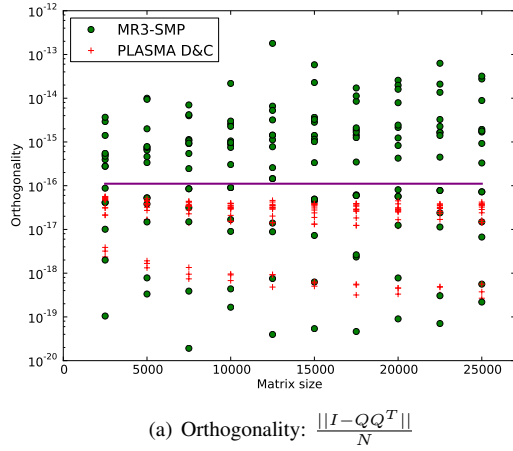 10^-12
10^-13
10^-14
10^-15
10^-16
10^-17
10^-18
10^-19
10^-20
Orthogonality
MR3-SMP
PLASMA D&C
0 5000 10000 15000 20000 25000
Matrix size
(a) Orthogonality: ||I−QQ^T||/N